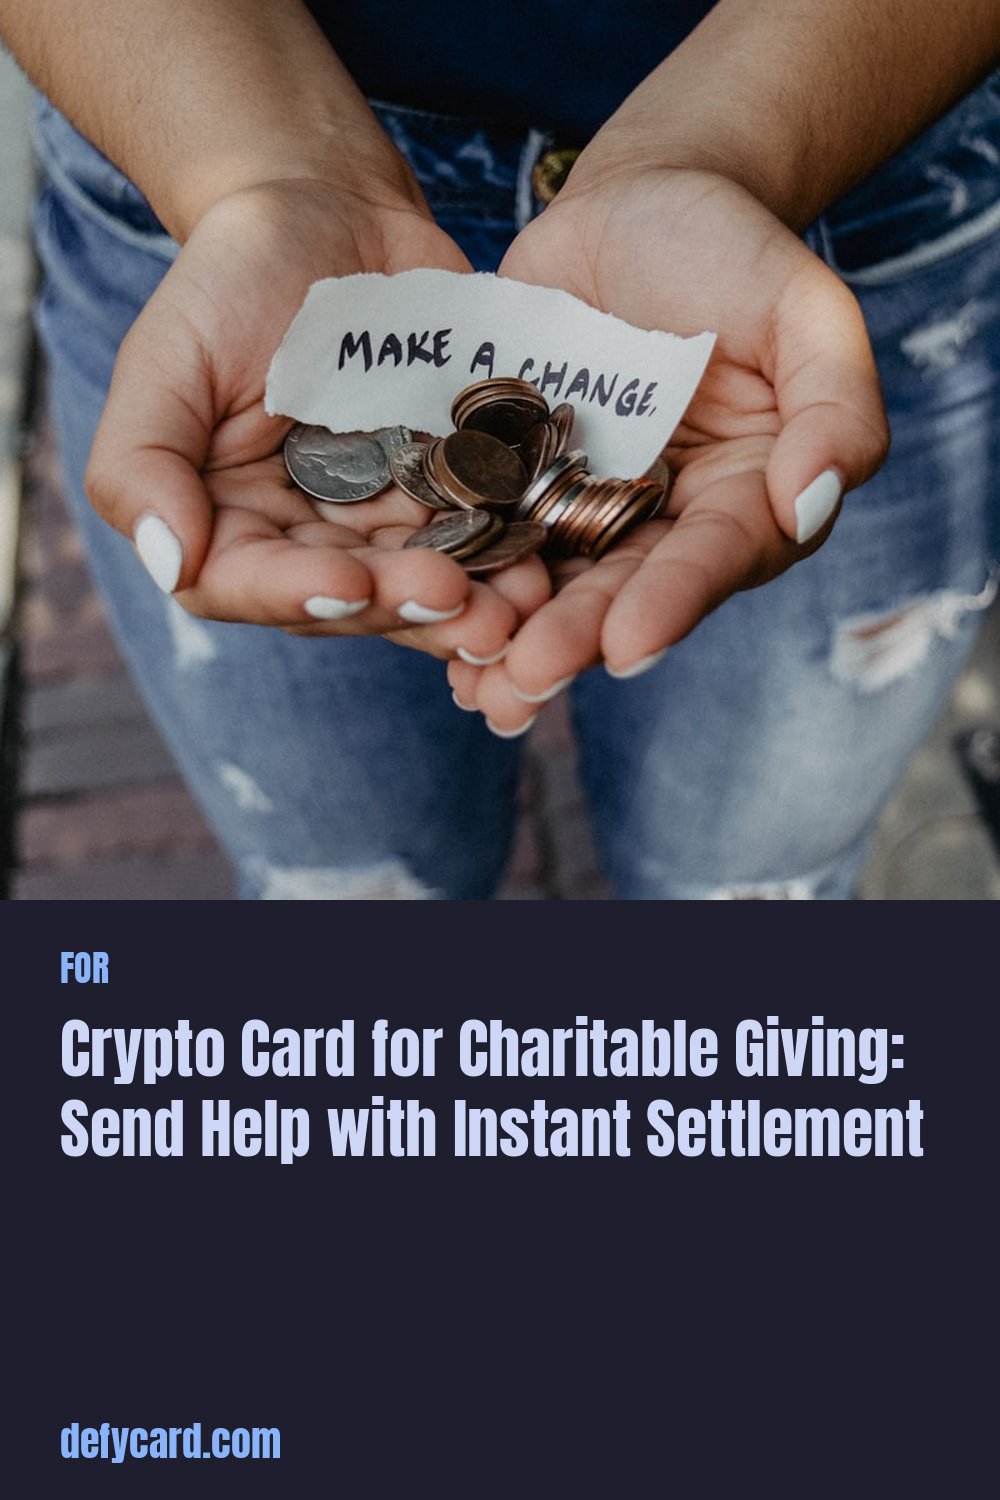 MAKE A CHANGE.
FOR
Crypto Card for Charitable Giving:
Send Help with Instant Settlement
defycard.com